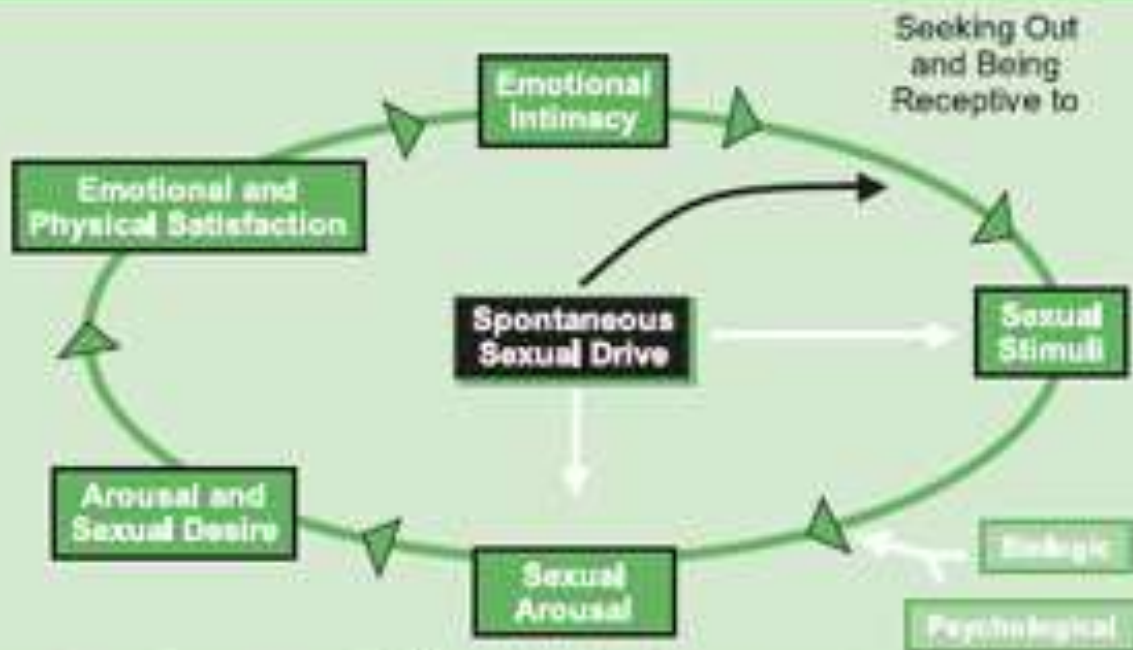 Seeking Out
and Being
Receptive to
Emotional
Intimacy
Emotional and
Physical Satisfaction
Spontaneous
Sexual Drive
Sexual
Stimuli
Arousal and
Sexual Desire
Sexual
Arousal
Biologic
Psychological